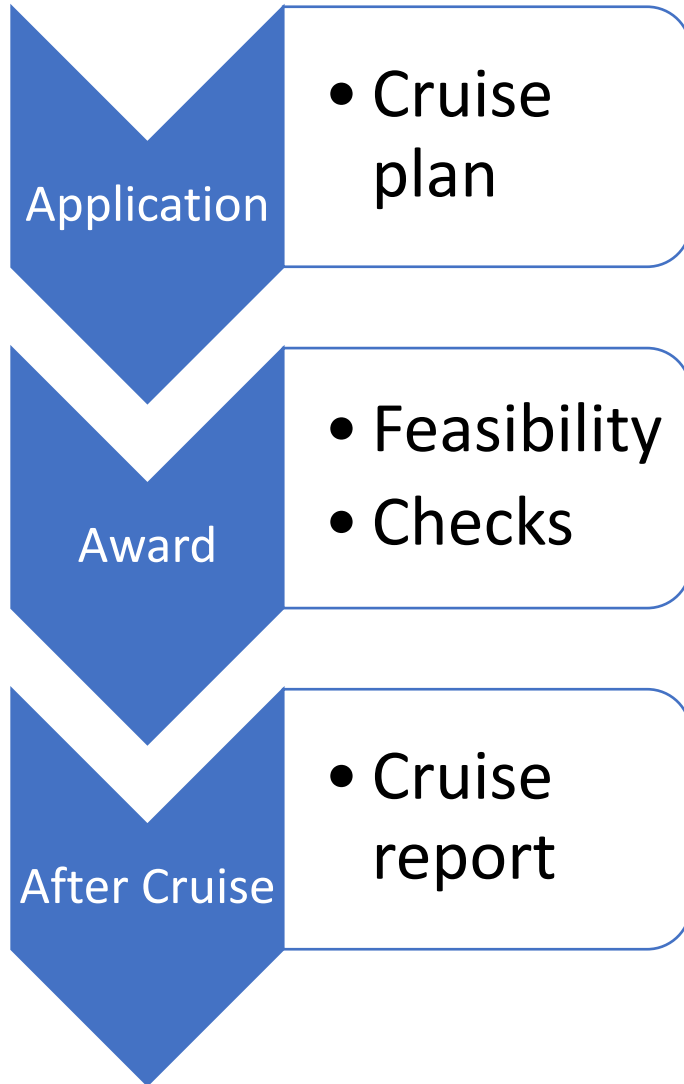 Application
• Cruise
plan
Award
• Feasibility
• Checks
After Cruise
• Cruise
report